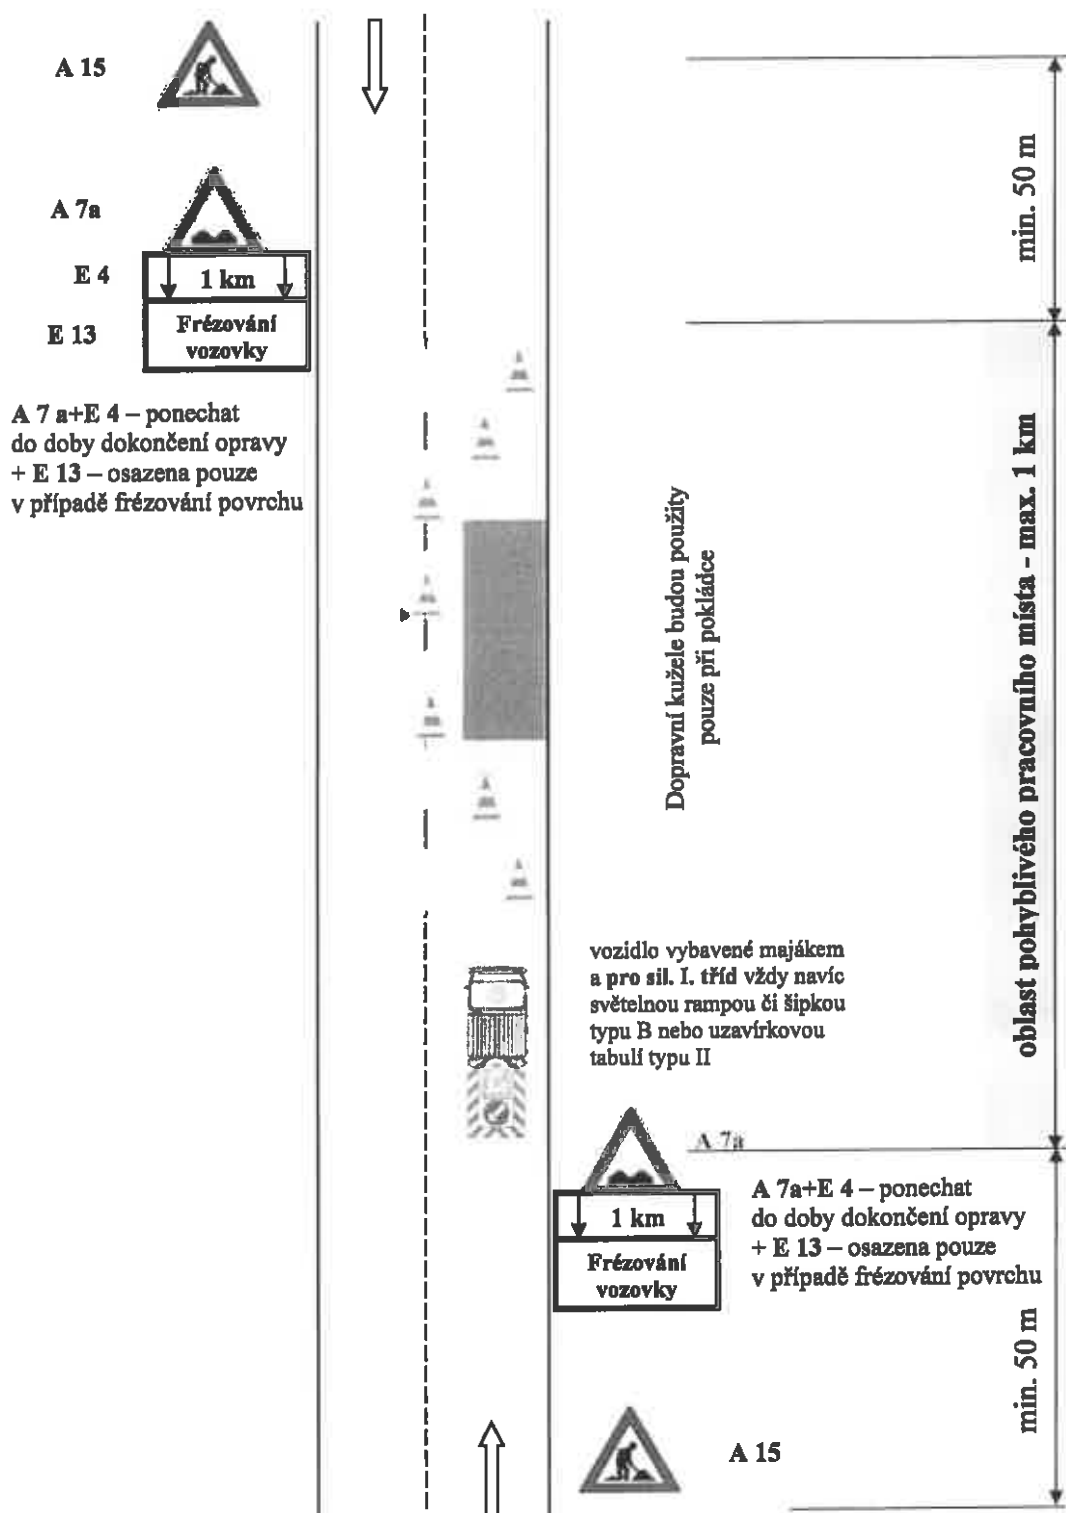 A 15
A 7a
E 4
1 km
E 13
Frézování
vozovky
A 7 a+E 4 – ponechat
do doby dokončení opravy
+ E 13 – osazena pouze
v případě frézování povrchu
min. 50 m
Dopravní kužele budou použity
pouze při pokládce
oblast pohyblivého pracovního místa - max. 1 km
vozidlo vybavené majákem
a pro sil. I. tříd vždy navíc
světelnou rampou či šipkou
typu B nebo uzavírkovou
tabulí typu II
A 7a
1 km
Frézování
vozovky
A 7a+E 4 – ponechat
do doby dokončení opravy
+ E 13 – osazena pouze
v případě frézování povrchu
min. 50 m
A 15